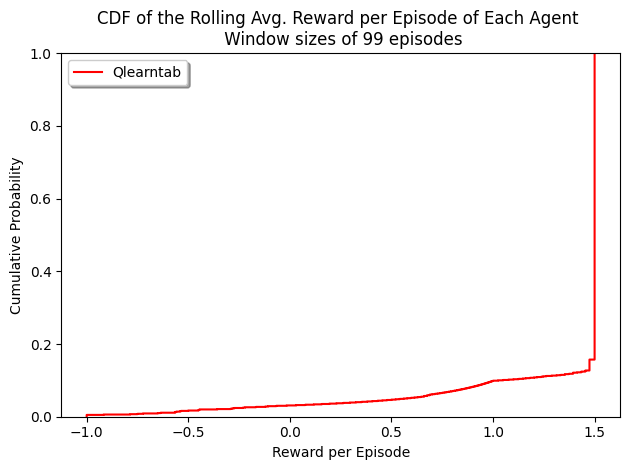 CDF of the Rolling Avg. Reward per Episode of Each Agent
Window sizes of 99 episodes
1.0
Qlearntab
0.8
0.6
0.4
0.2
0.0
Cumulative Probability
−1.0 −0.5 0.0 0.5 1.0 1.5
Reward per Episode